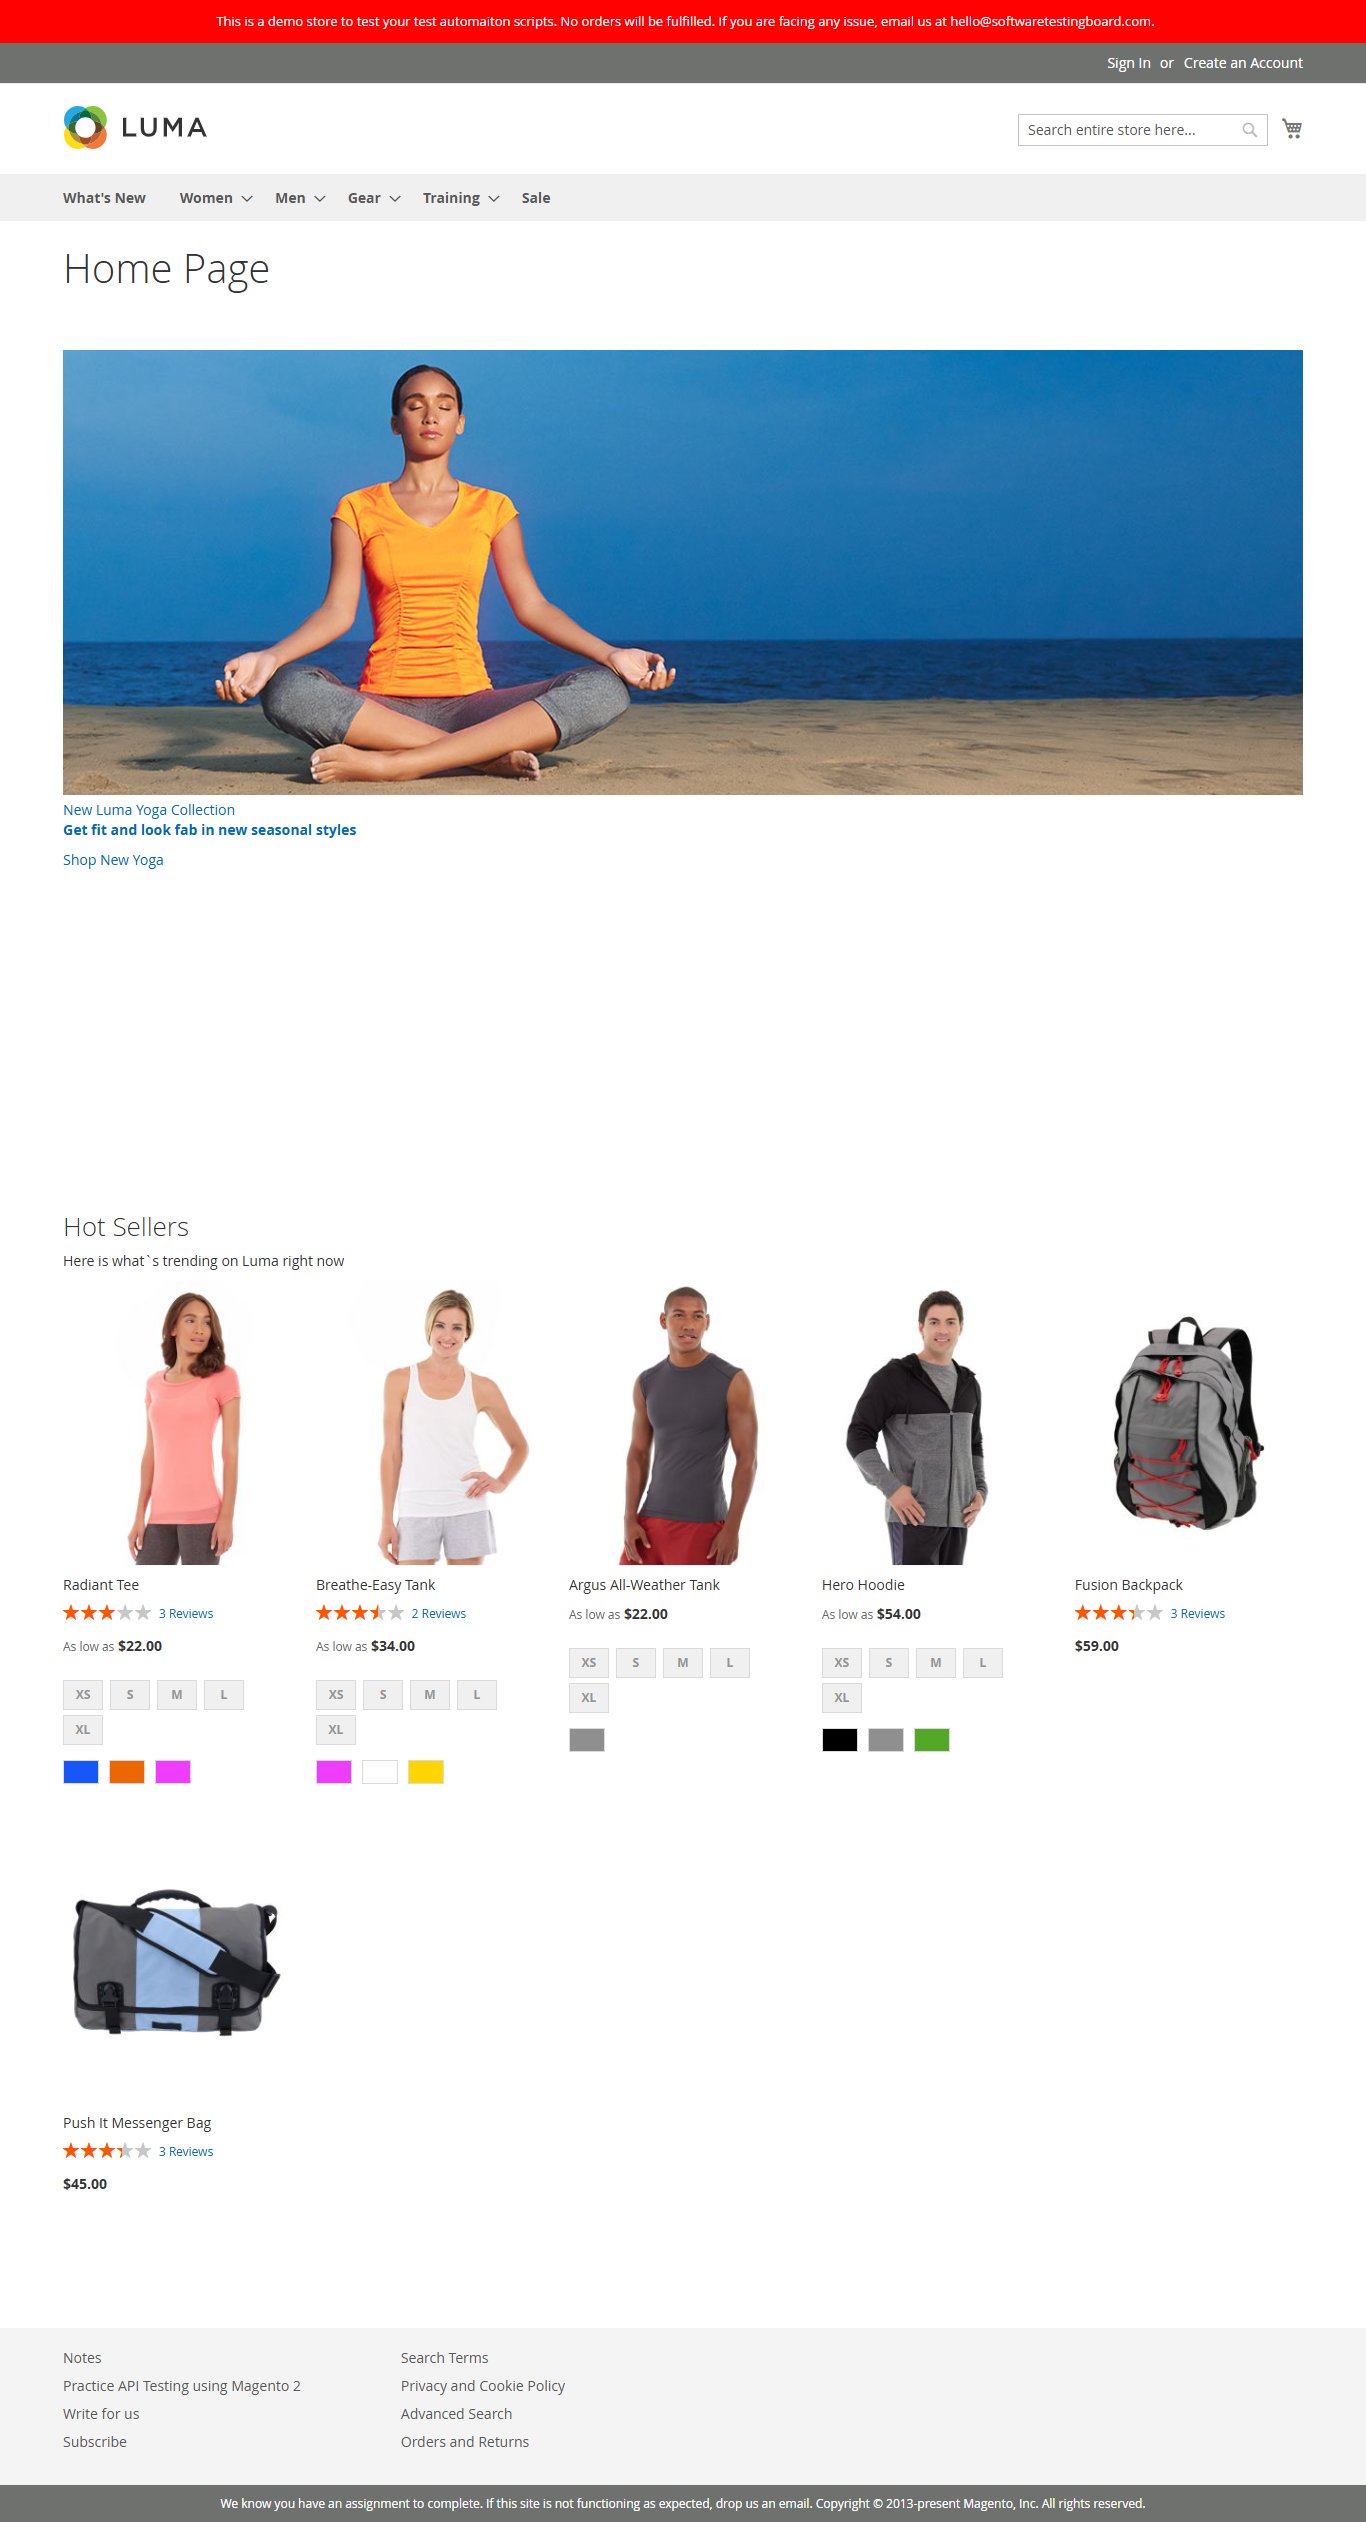 This is a demo store to test your test automaiton scripts. No orders will be fulfilled. If you are facing any issue, email us at hello@softwaretestingboard.com.
Sign In or Create an Account
LUMA
Search entire store here...
What's New Women Men Gear Training Sale
Home Page
New Luma Yoga Collection
Get fit and look fab in new seasonal styles
Shop New Yoga
Hot Sellers
Here is what`s trending on Luma right now
Radiant Tee
3 Reviews
As low as $22.00
XS S M L
XL
Breathe-Easy Tank
2 Reviews
As low as $34.00
XS S M L
XL
Argus All-Weather Tank
As low as $22.00
XS S M L
XL
Hero Hoodie
As low as $54.00
XS S M L
XL
Fusion Backpack
3 Reviews
$59.00
Push It Messenger Bag
3 Reviews
$45.00
Notes
Practice API Testing using Magento 2
Write for us
Subscribe
Search Terms
Privacy and Cookie Policy
Advanced Search
Orders and Returns
We know you have an assignment to complete. If this site is not functioning as expected, drop us an email. Copyright © 2013-present Magento, Inc. All rights reserved.